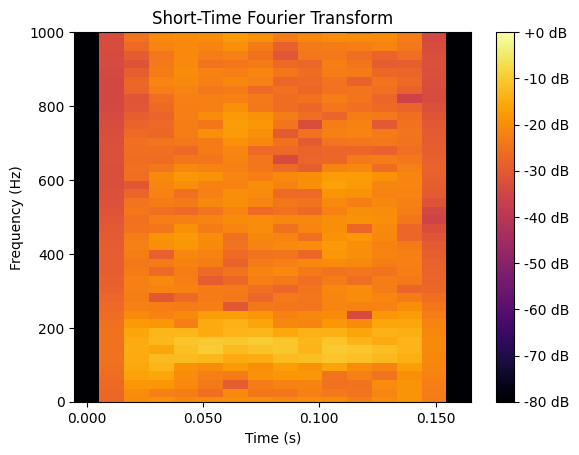 Short-Time Fourier Transform
1000
800
600
400
200
0
Frequency (Hz)
0.000
0.050
0.100
0.150
Time (s)
+0 dB
-10 dB
-20 dB
-30 dB
-40 dB
-50 dB
-60 dB
-70 dB
-80 dB